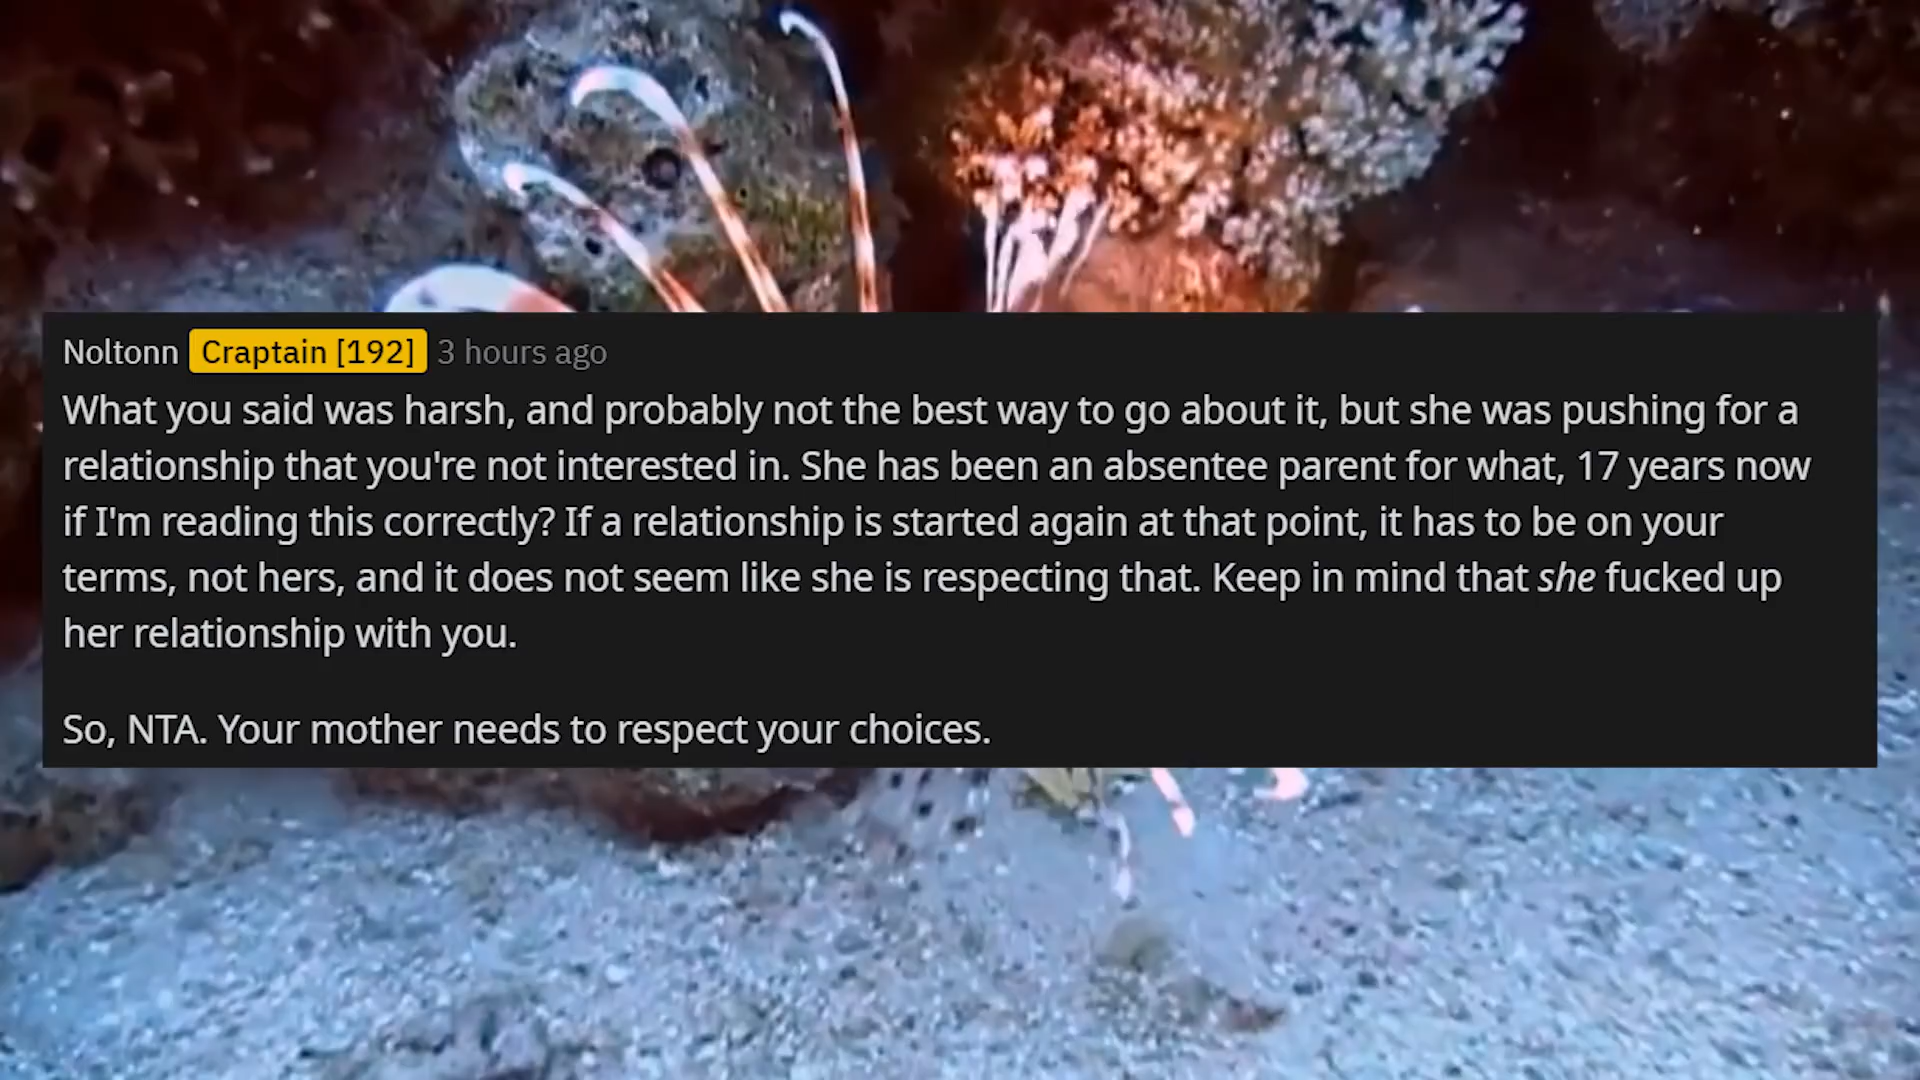 Noltonn Craptain [192] 3 hours ago
What you said was harsh, and probably not the best way to go about it, but she was pushing for a
relationship that you're not interested in. She has been an absentee parent for what, 17 years now
if I'm reading this correctly? If a relationship is started again at that point, it has to be on your
terms, not hers, and it does not seem like she is respecting that. Keep in mind that she fucked up
her relationship with you.
So, NTA. Your mother needs to respect your choices.